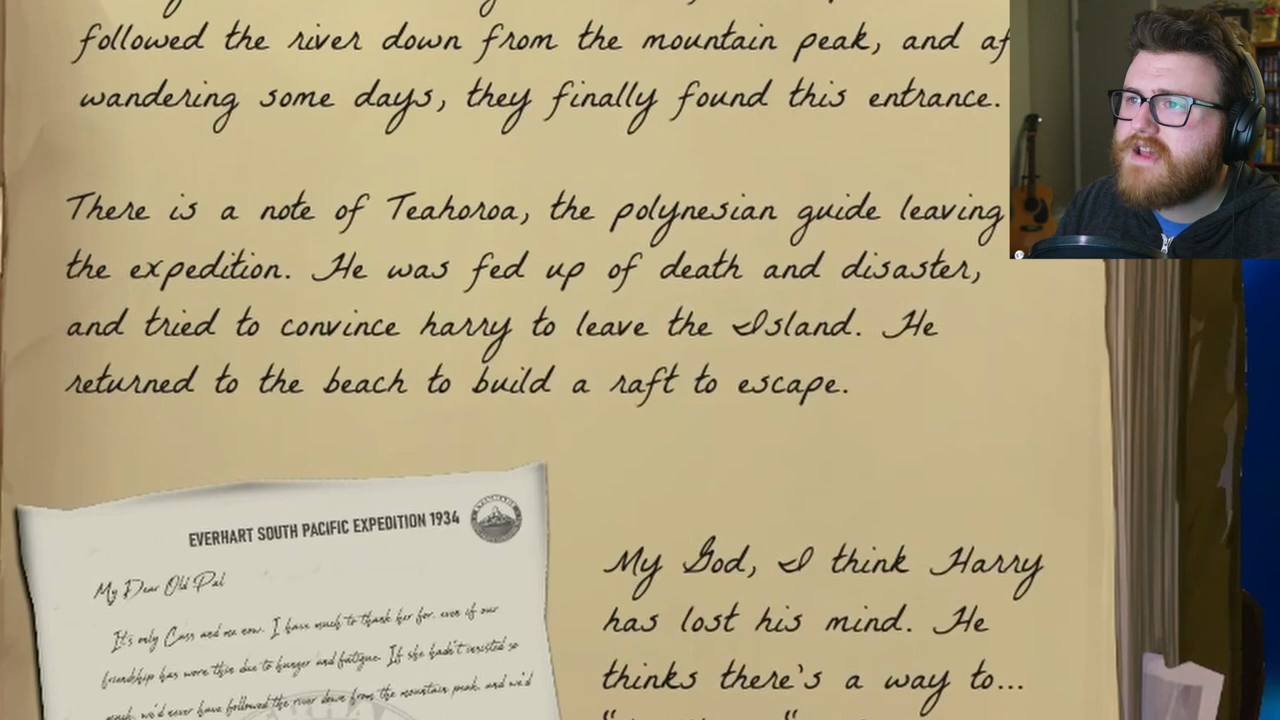 followed the river down from the mountain peak, and af
wandering some days, they finally found this entrance.
There is a note of Teahoroa, the polynesian guide leaving
the expedition. He was fed up of death and disaster,
and tried to convince harry to leave the Island. He
returned to the beach to build a raft to escape.
EVERHART SOUTH PACIFIC EXPEDITION 1934
My Dear Old Pal
It's only Cass and me now. I have much to thank her for, even if our
friendship has worn thin due to hunger and fatigue. If she hadn't insisted so
much, we'd never have followed the river down from the mountain peak, and we'd
My God, I think Harry
has lost his mind. He
thinks there's a way to...